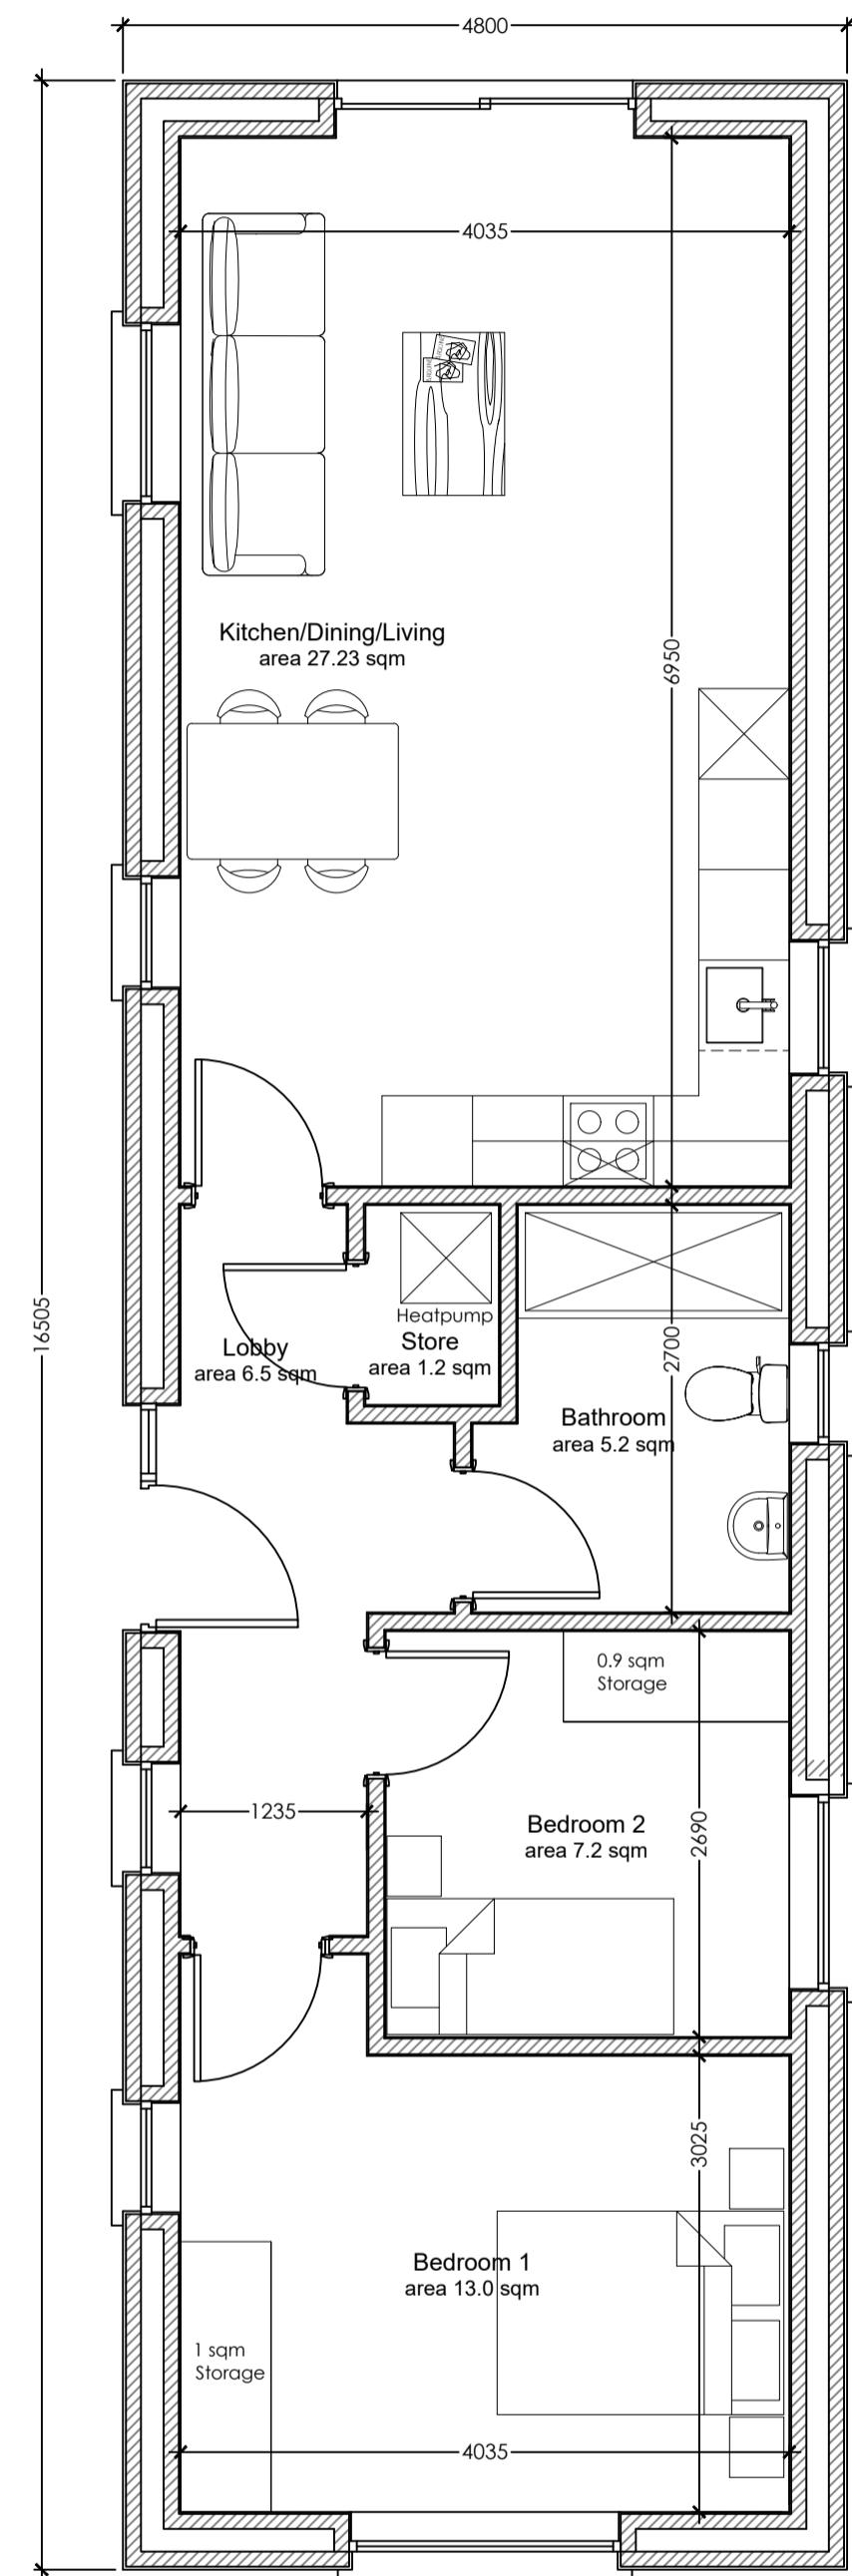 4800
4035
Kitchen/Dining/Living
area 27.23 sqm
6950
16505
Heatpump
Store
area 1.2 sqm
Lobby
area 6.5 sqm
2700
Bathroom
area 5.2 sqm
0.9 sqm
Storage
1235
Bedroom 2
area 7.2 sqm
2690
3025
Bedroom 1
area 13.0 sqm
1 sqm
Storage
4035